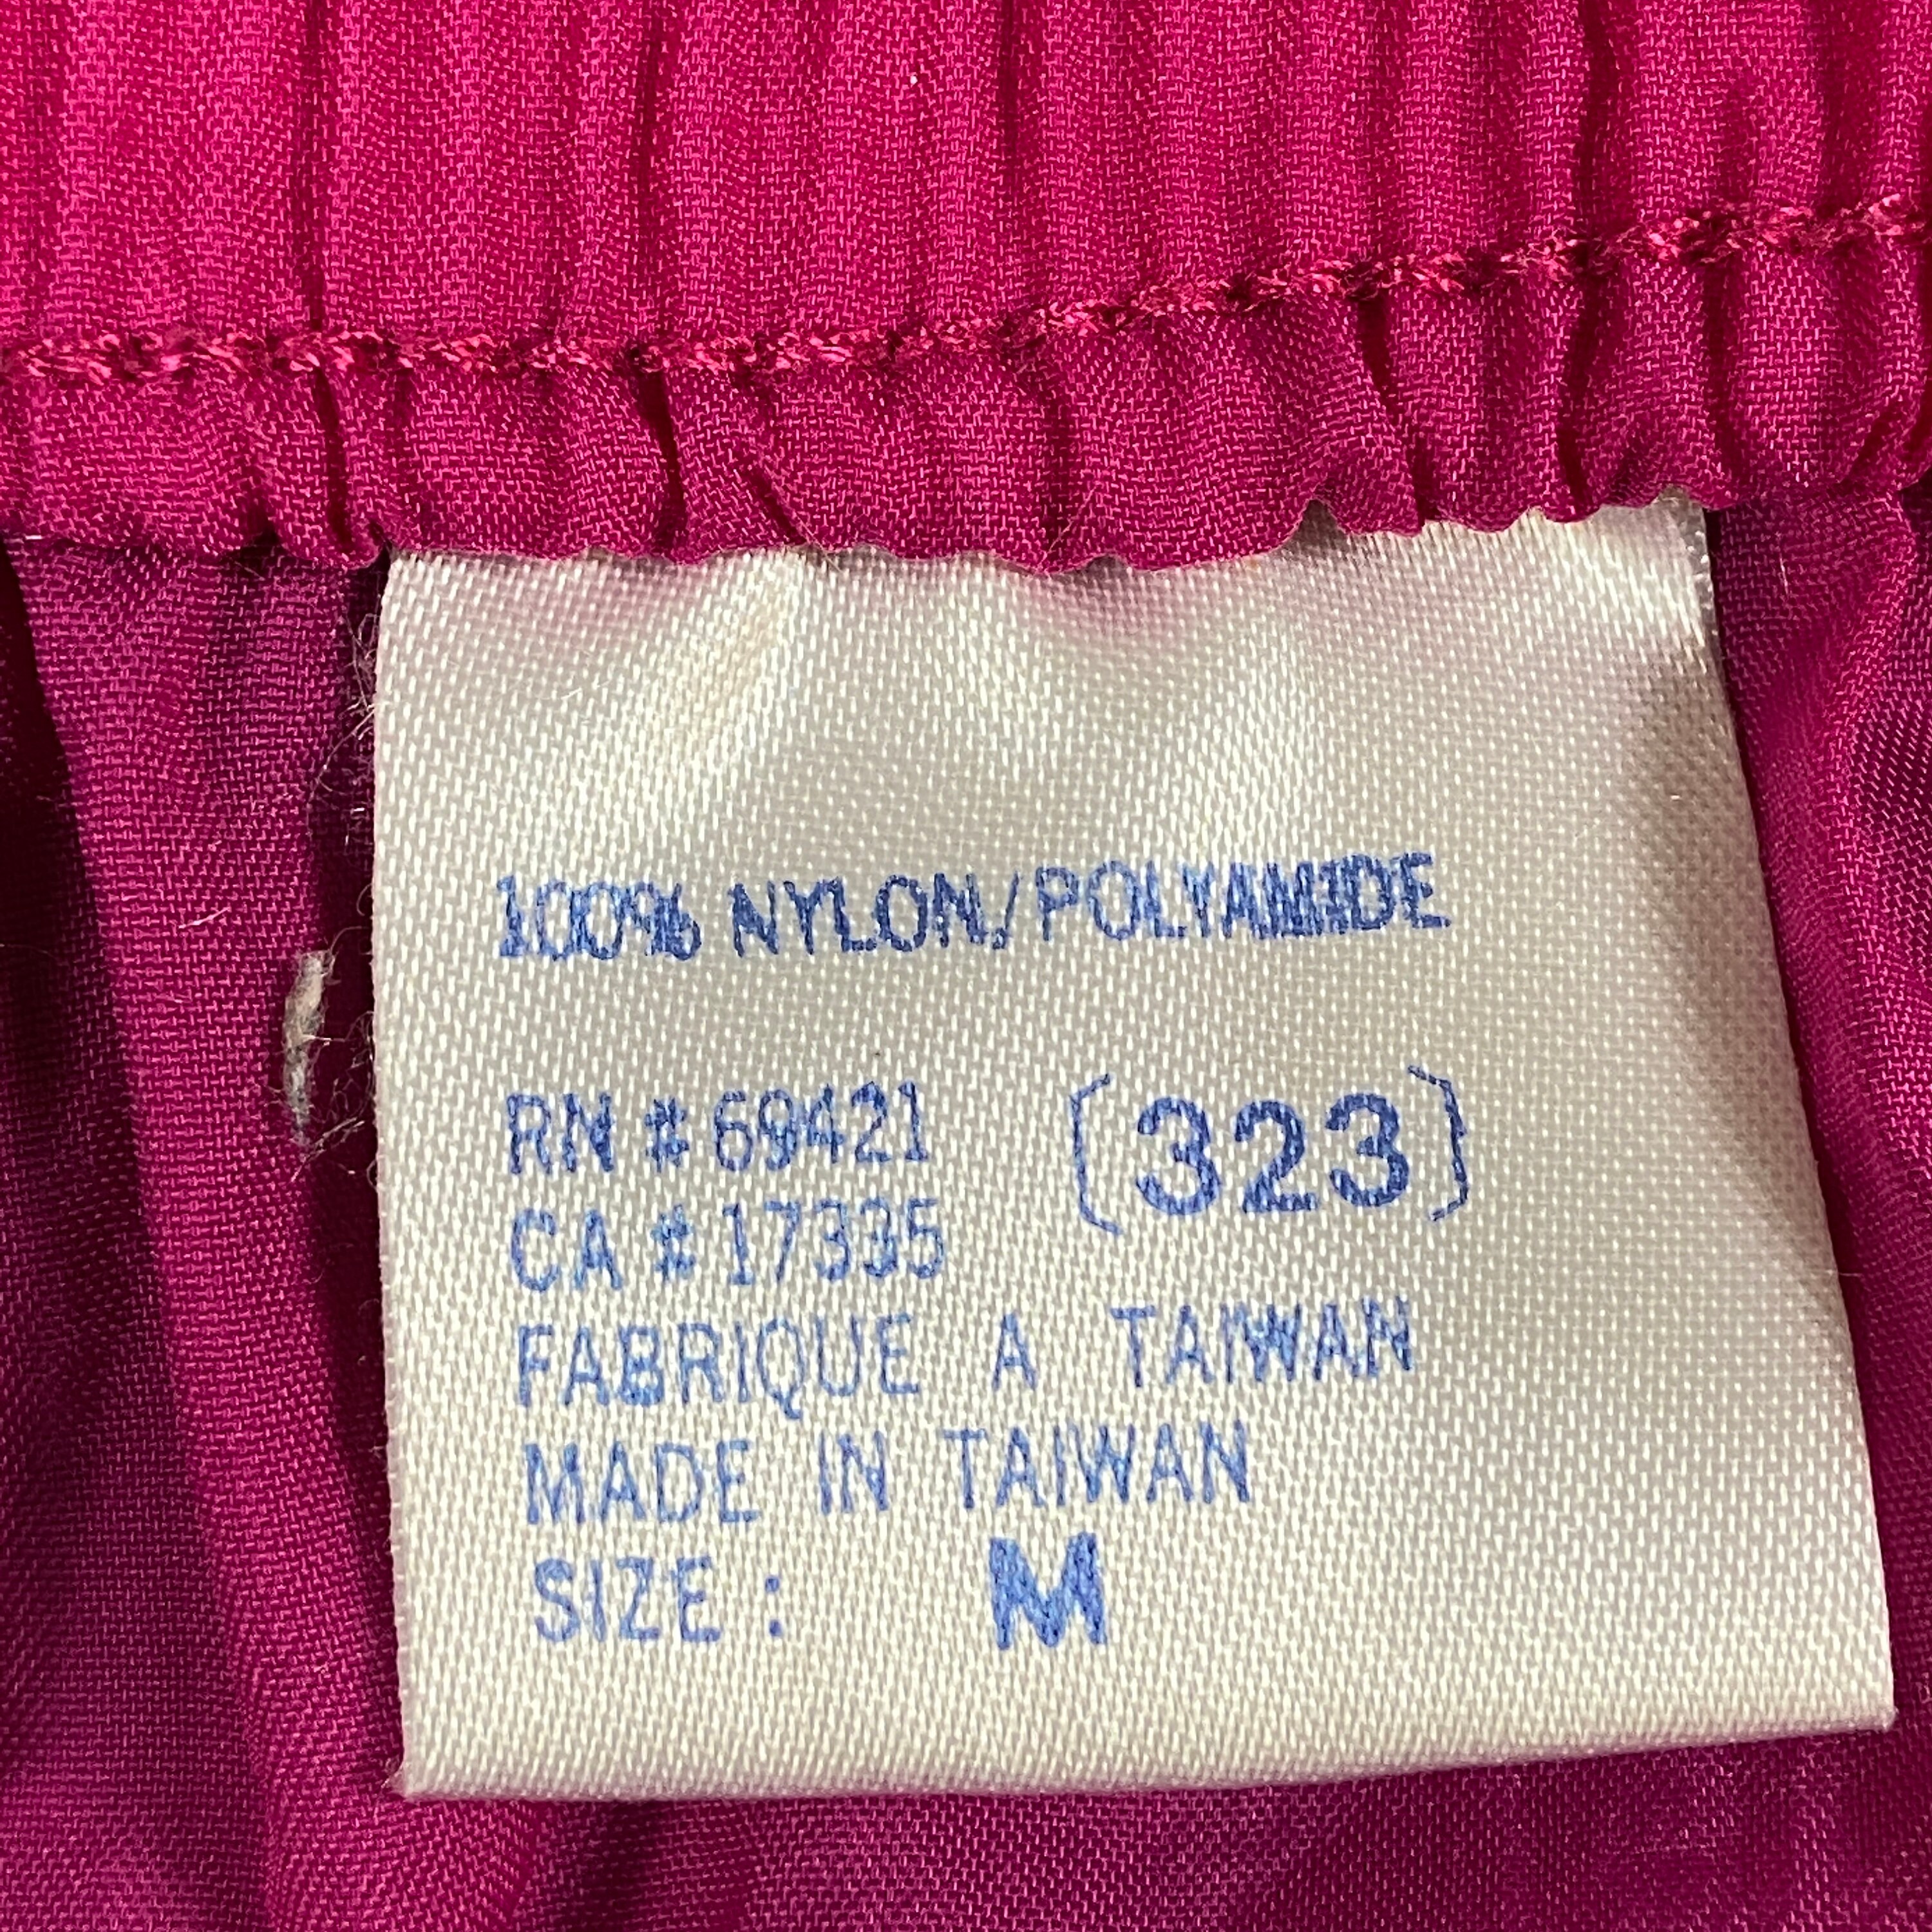 100% NYLON/POLYAMIDE
RN # 69421 (323)
CA # 17335
FABRIQUE A TAIWAN
MADE IN TAIWAN
SIZE : M